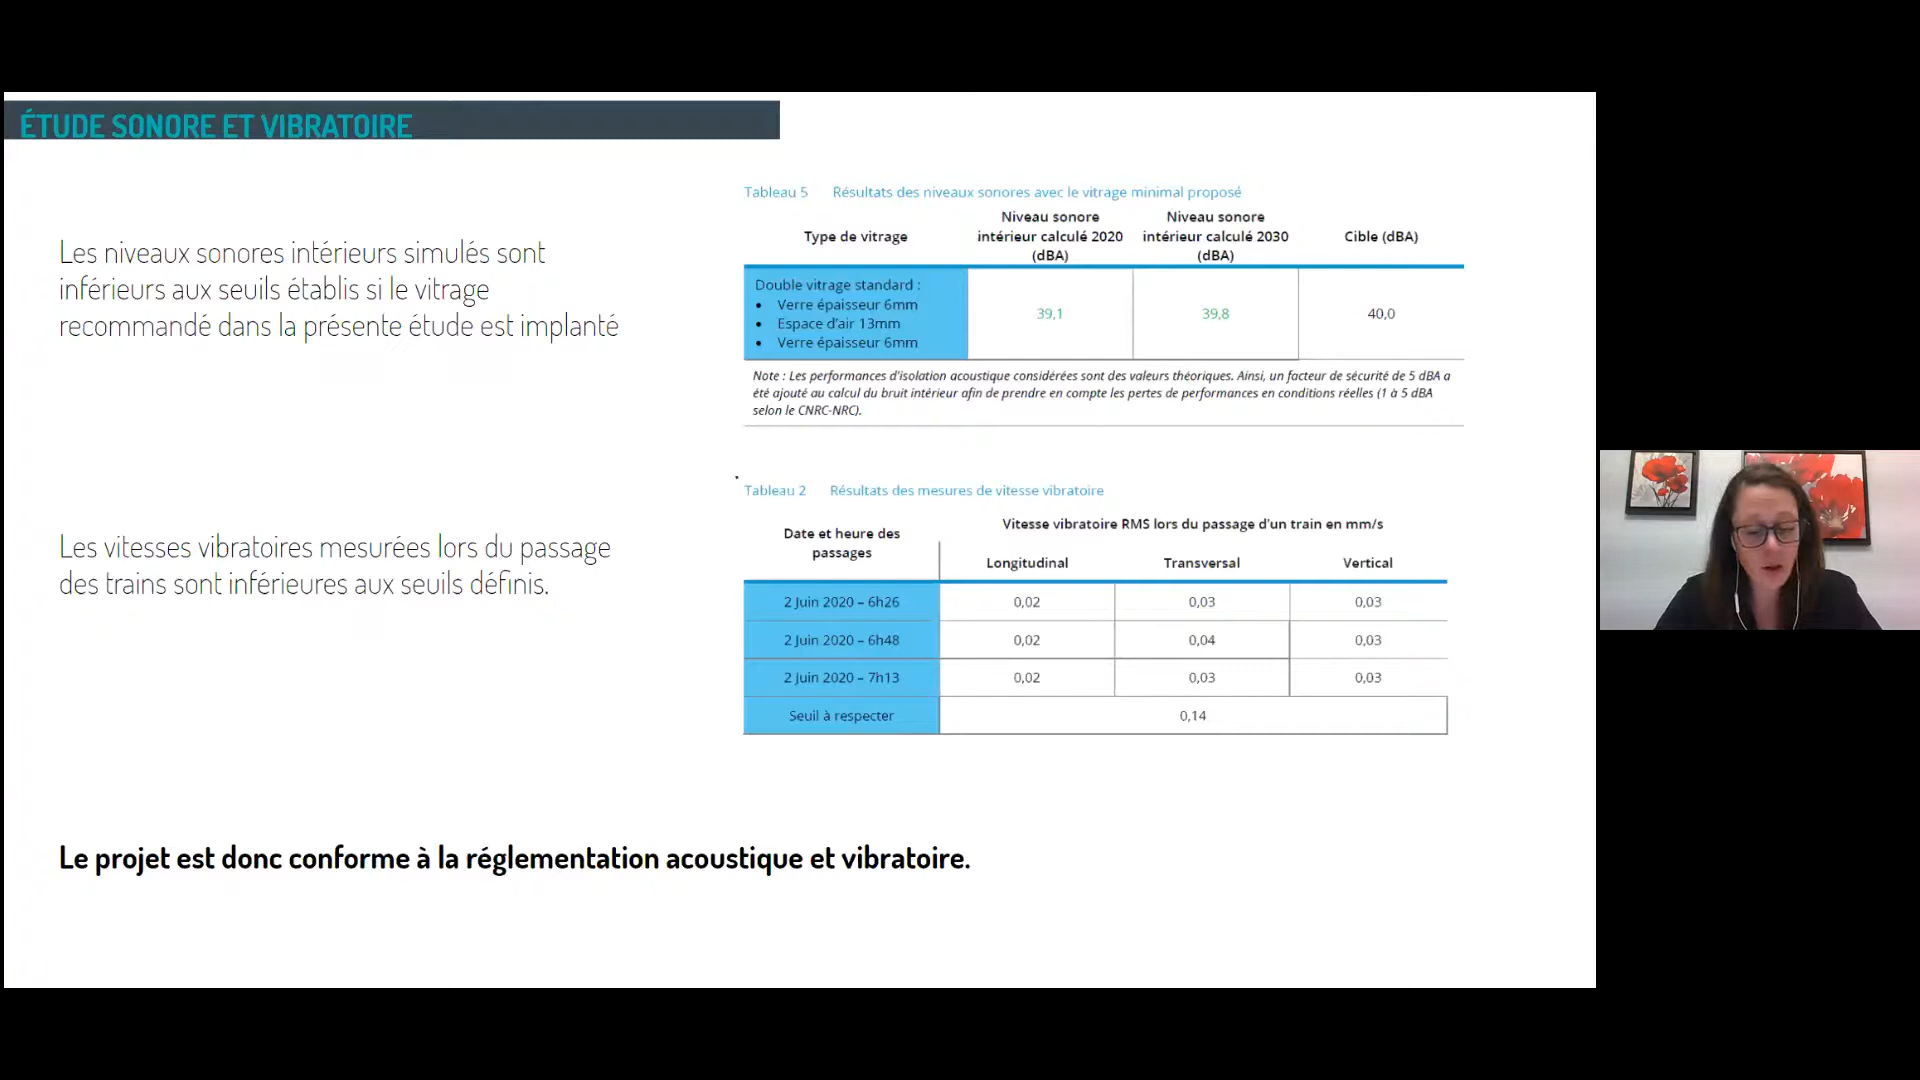 ÉTUDE SONORE ET VIBRATOIRE
Les niveaux sonores intérieurs simulés sont
inférieurs aux seuils établis si le vitrage
recommandé dans la présente étude est implanté
Tableau 5 Résultats des niveaux sonores avec le vitrage minimal proposé
Type de vitrage
Niveau sonore
intérieur calculé 2020
(dBA)
Niveau sonore
intérieur calculé 2030
(dBA)
Cible (dBA)
Double vitrage standard :
• Verre épaisseur 6mm
• Espace d'air 13mm
• Verre épaisseur 6mm
39,1
39,8
40,0
Note : Les performances d'isolation acoustique considérées sont des valeurs théoriques. Ainsi, un facteur de sécurité de 5 dBA a
été ajouté au calcul du bruit intérieur afin de prendre en compte les pertes de performances en conditions réelles (1 à 5 dBA
selon le CNRC-NRC).
Les vitesses vibratoires mesurées lors du passage
des trains sont inférieures aux seuils définis.
Tableau 2 Résultats des mesures de vitesse vibratoire
Date et heure des
passages
Vitesse vibratoire RMS lors du passage d'un train en mm/s
Longitudinal Transversal Vertical
2 Juin 2020 – 6h26 0,02 0,03 0,03
2 Juin 2020 – 6h48 0,02 0,04 0,03
2 Juin 2020 – 7h13 0,02 0,03 0,03
Seuil à respecter 0,14
Le projet est donc conforme à la réglementation acoustique et vibratoire.